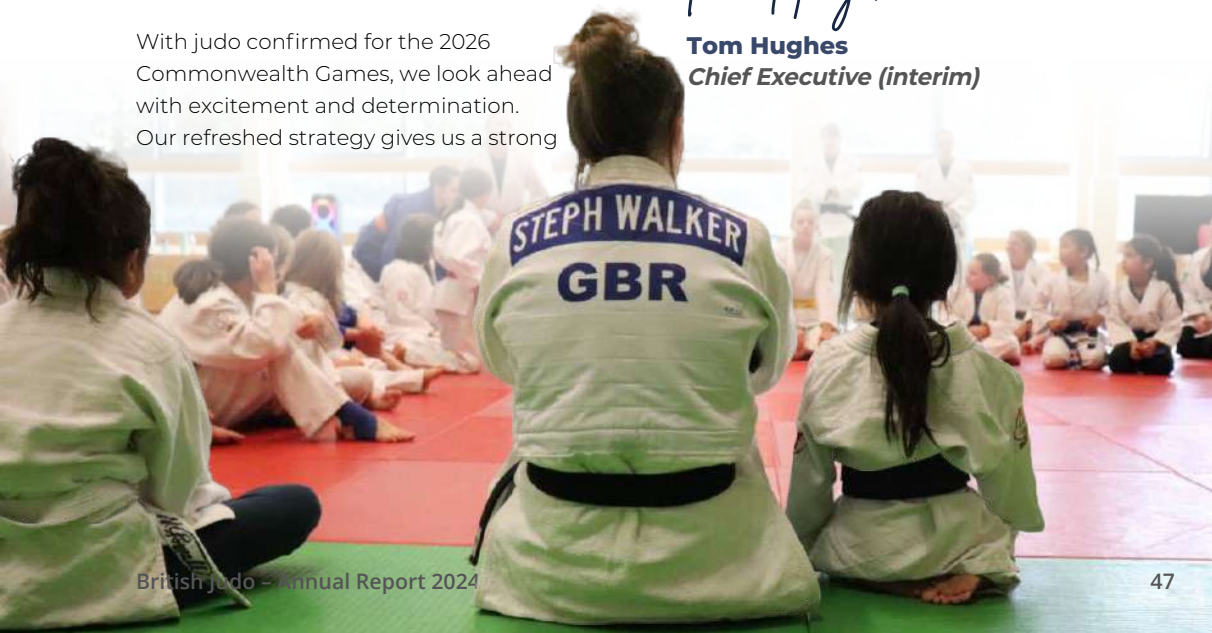 With judo confirmed for the 2026
Commonwealth Games, we look ahead
with excitement and determination.
Our refreshed strategy gives us a strong
Tom Hughes
Chief Executive (interim)
STEPH WALKER
GBR
British Judo – Annual Report 2024
47